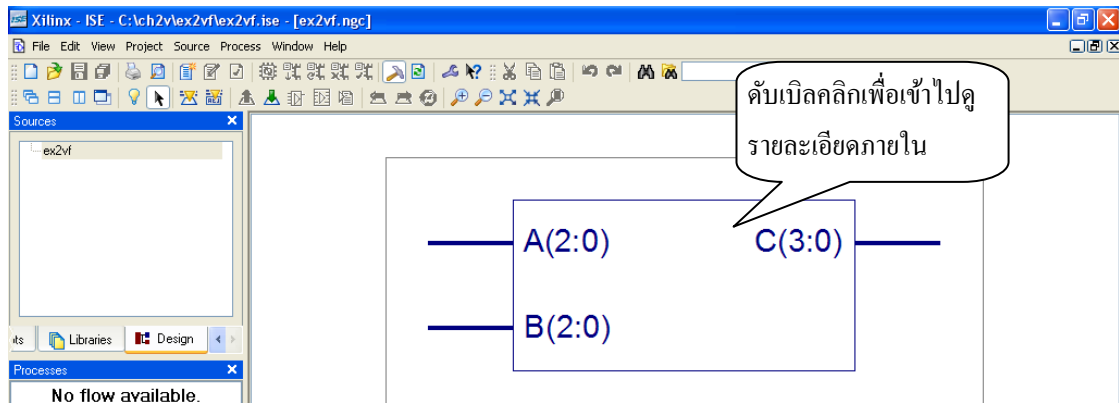 Xilinx - ISE - C:\ch2v\ex2vf\ex2vf.ise - [ex2vf.ngc]
File Edit View Project Source Process Window Help
ดับเบิลคลิกเพื่อเข้าไปดู
รายละเอียดภายใน
Sources
ex2vf
A(2:0)
C(3:0)
B(2:0)
Libraries
Design
Processes
No flow available.